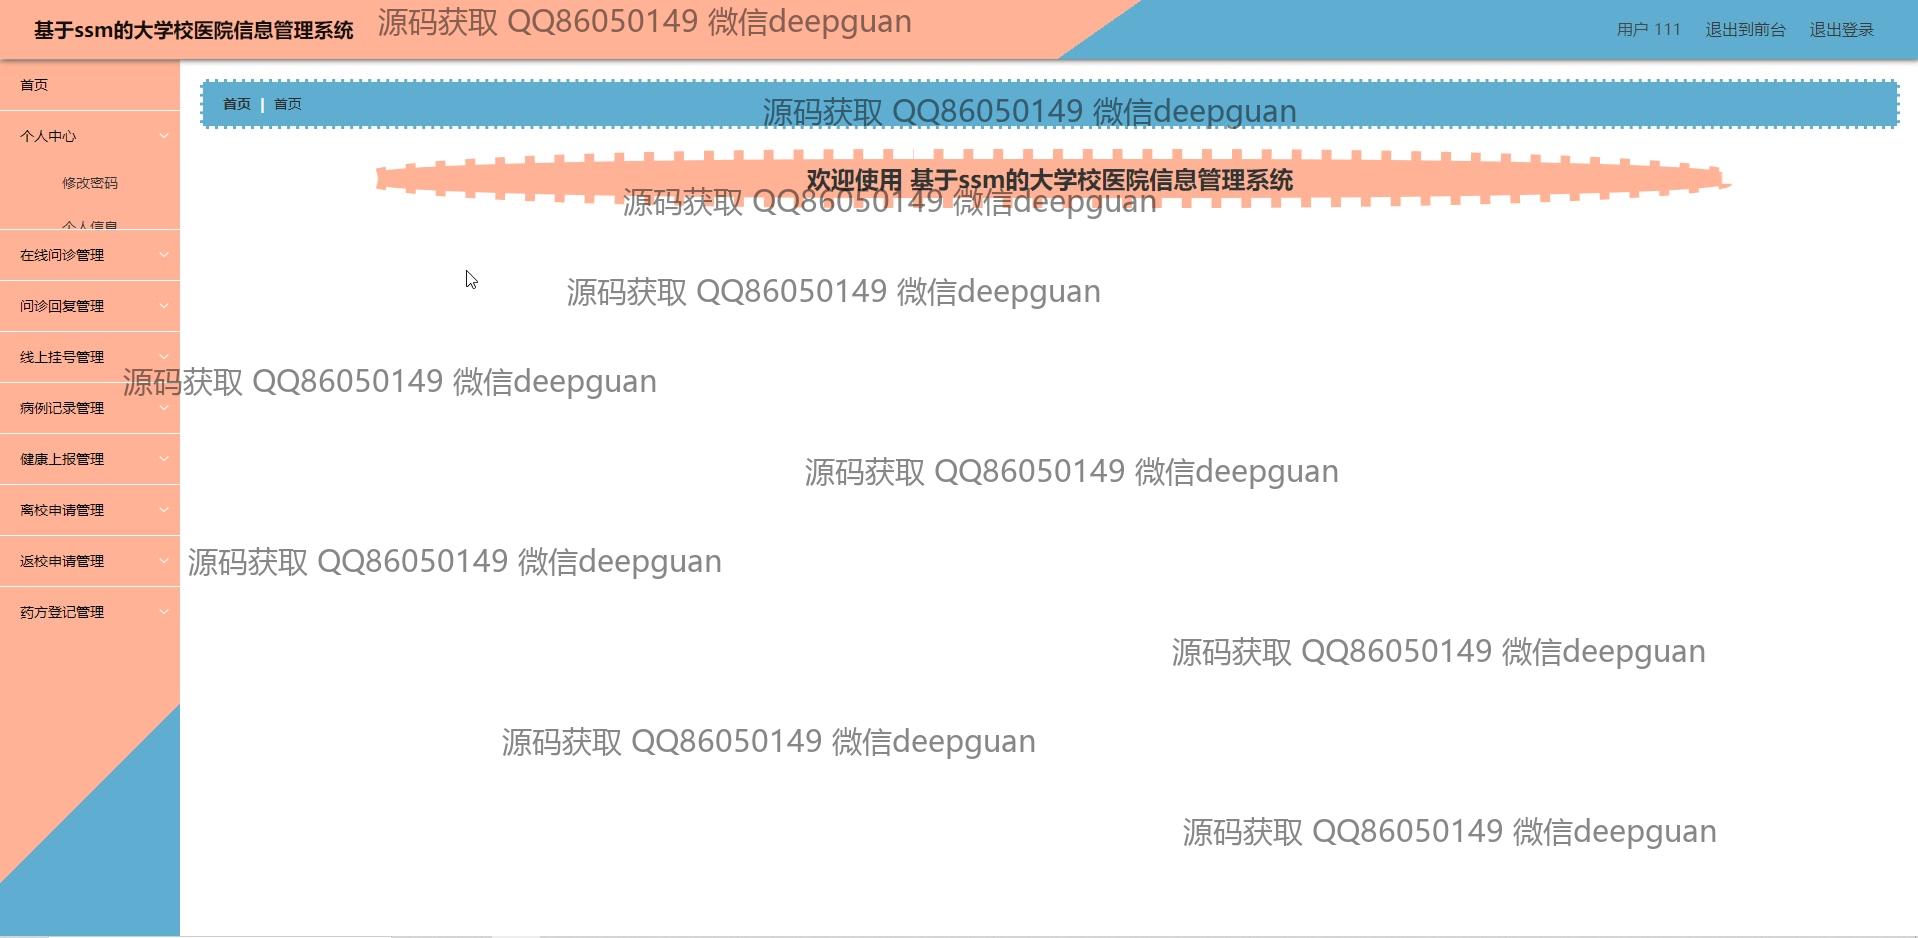 基于ssm的大学校医院信息管理系统
源码获取 QQ86050149 微信deepguan
用户 111
退出到前台
退出登录
首页
首页 | 首页
源码获取 QQ86050149 微信deepguan
个人中心
欢迎使用 基于ssm的大学校医院信息管理系统
修改密码
源码获取 QQ86050149 微信deepguan
个人信息
在线问诊管理
源码获取 QQ86050149 微信deepguan
问诊回复管理
线上挂号管理
源码获取 QQ86050149 微信deepguan
病例记录管理
健康上报管理
源码获取 QQ86050149 微信deepguan
离校申请管理
返校申请管理
源码获取 QQ86050149 微信deepguan
药方登记管理
源码获取 QQ86050149 微信deepguan
源码获取 QQ86050149 微信deepguan
源码获取 QQ86050149 微信deepguan